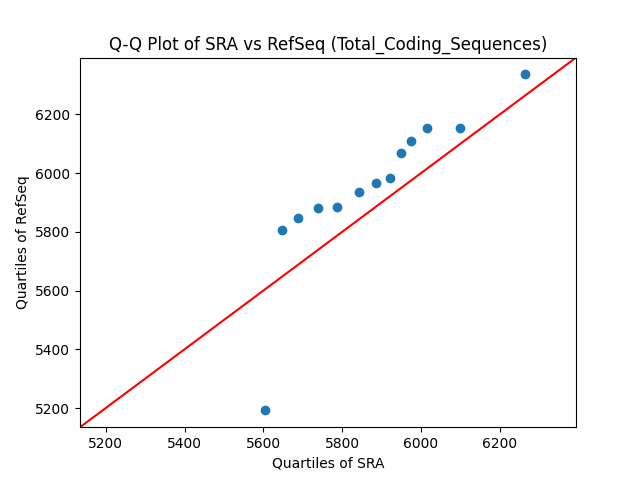 Q-Q Plot of SRA vs RefSeq (Total_Coding_Sequences)
Quartiles of RefSeq
6200
6000
5800
5600
5400
5200
5200 5400 5600 5800 6000 6200
Quartiles of SRA